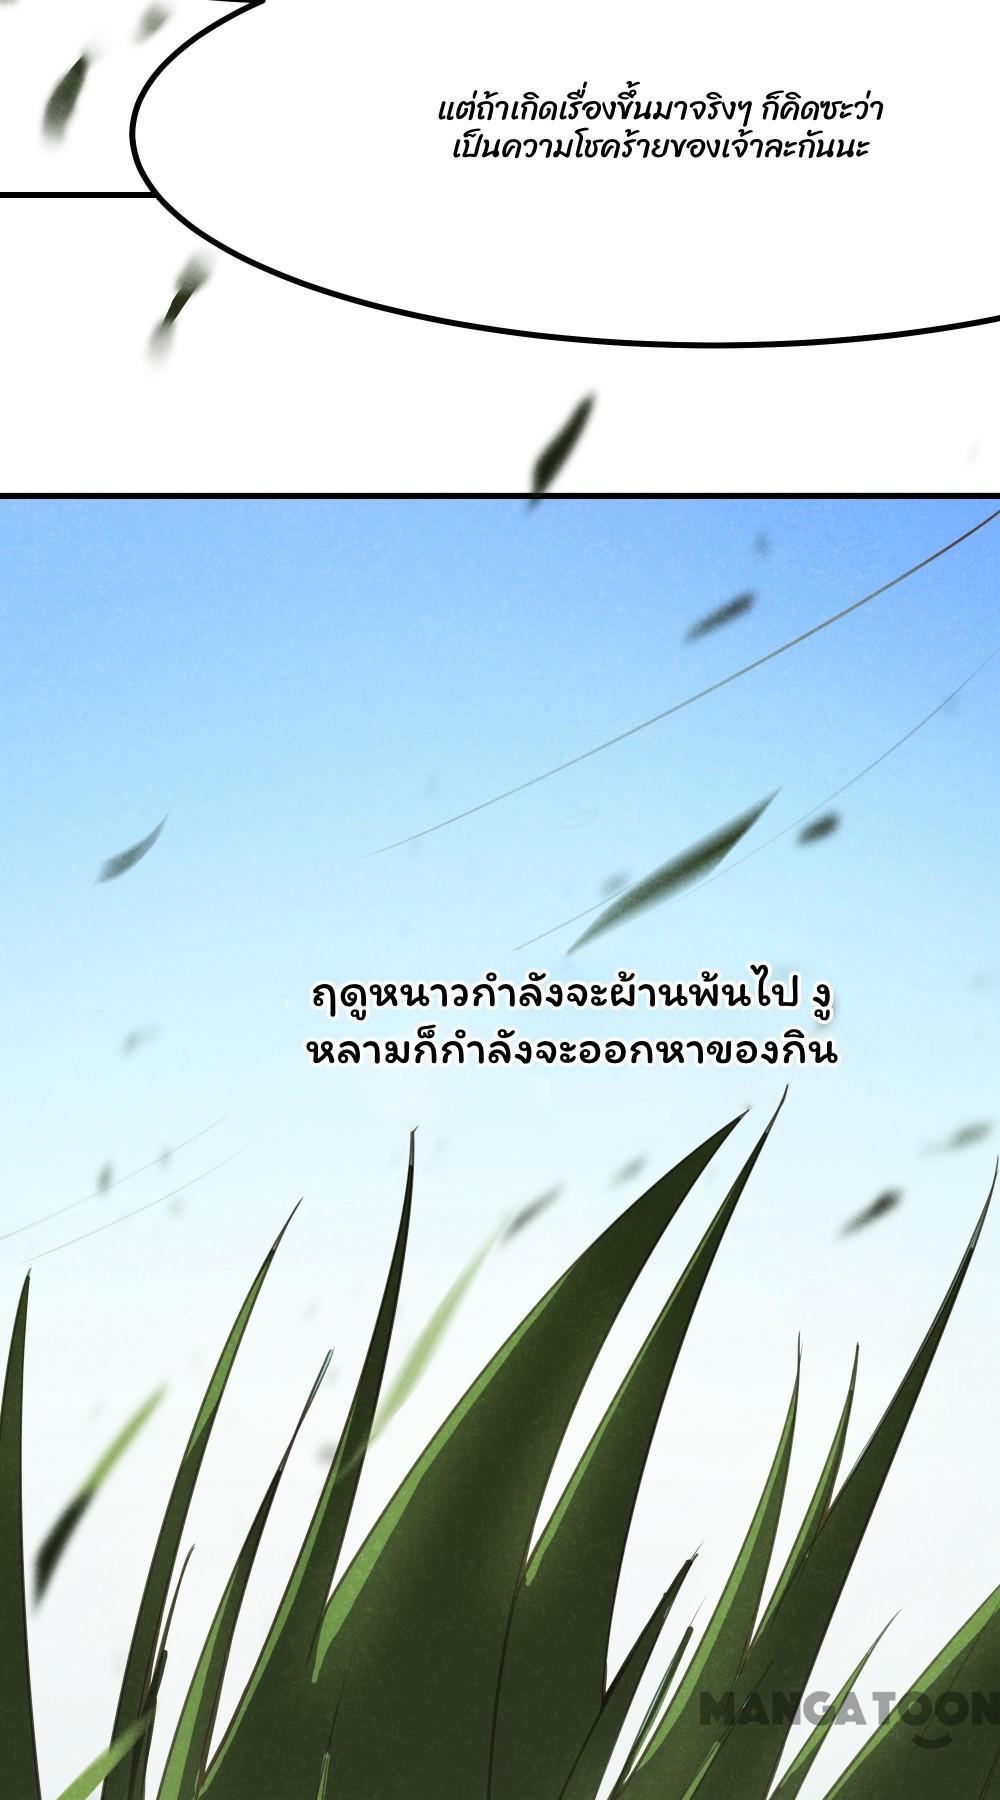 แต่ถ้าเกิดเรื่องขึ้นมาจริงๆ ก็คิดซะว่า
เป็นความโชคร้ายของเจ้าละกันนะ
ฤดูหนาวกำลังจะผ้านพ้นไป งู
หลามก็กำลังจะออกหาของกิน
MANGATOON